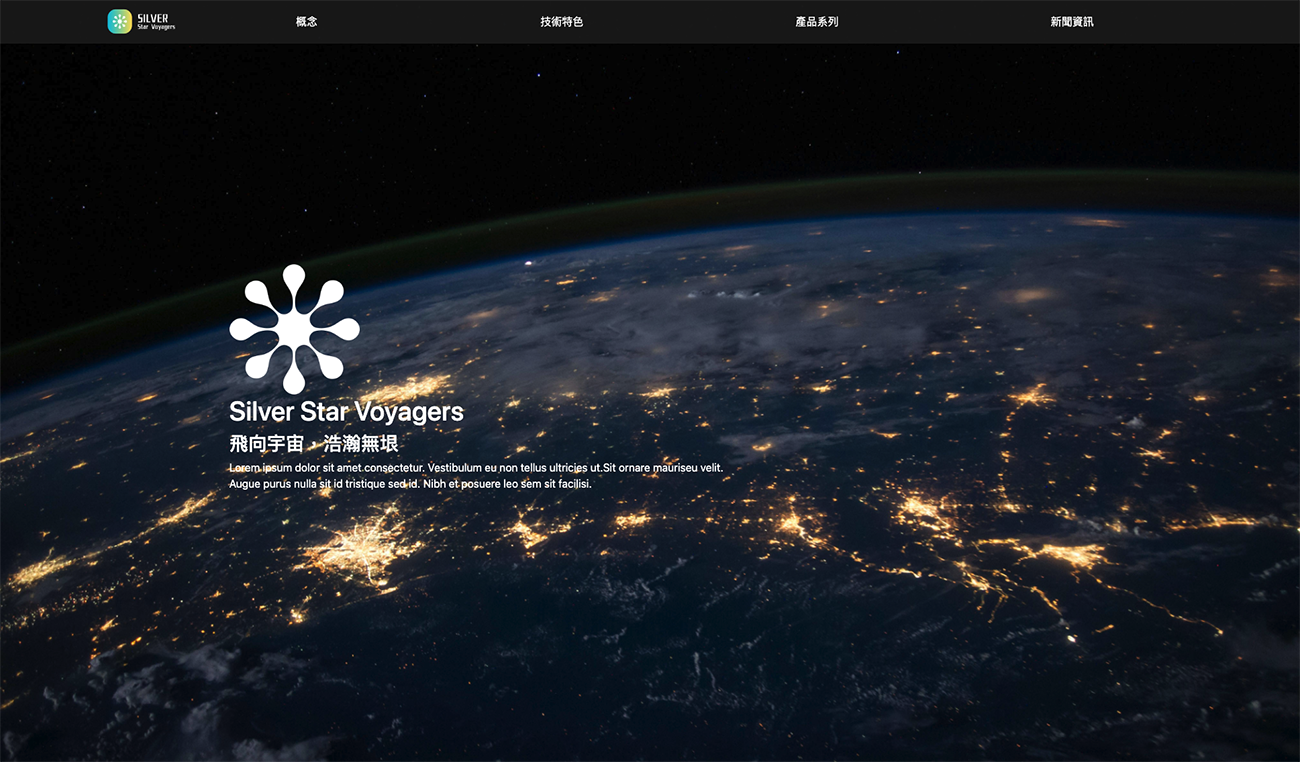 SILVER
Star Voyagers
概念
技術特色
產品系列
新聞資訊
Silver Star Voyagers
飛向宇宙，浩瀚無垠
Lorem ipsum dolor sit amet consectetur. Vestibulum eu non tellus ultricies ut.Sit ornare mauriseu velit.
Augue purus nulla sit id tristique sed id. Nibh et posuere leo sem sit facilisi.